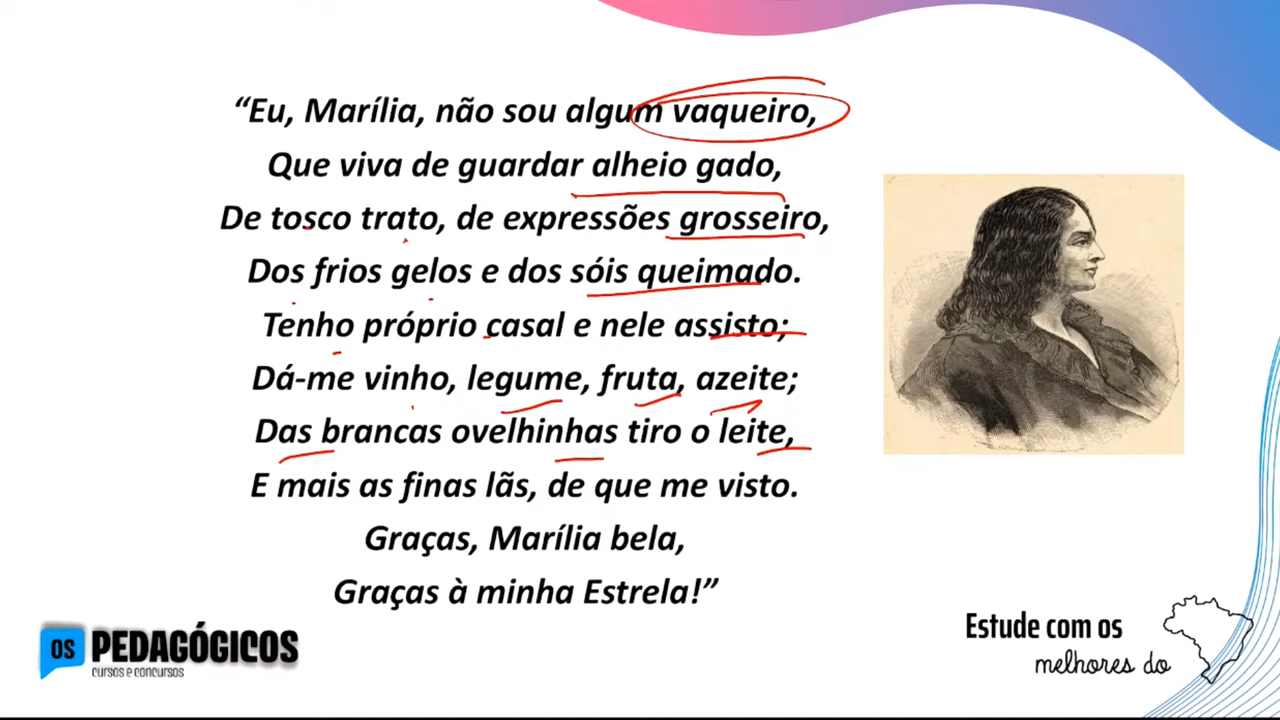 “Eu, Marília, não sou algum vaqueiro,
Que viva de guardar alheio gado,
De tosco trato, de expressões grosseiro,
Dos frios gelos e dos sóis queimado.
Tenho próprio casal e nele assisto;
Dá-me vinho, legume, fruta, azeite;
Das brancas ovelhinhas tiro o leite,
E mais as finas lãs, de que me visto.
Graças, Marília bela,
Graças à minha Estrela!”
OS PEDAGÓGICOS
cursos e concursos
Estude com os
melhores do